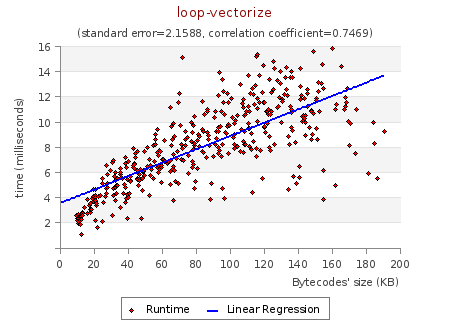 loop-vectorize
(standard error=2.1588, correlation coefficient=0.7469)
time (milliseconds)
16
14
12
10
8
6
4
2
0 20 40 60 80 100 120 140 160 180 200
Bytecodes' size (KB)
Runtime Linear Regression